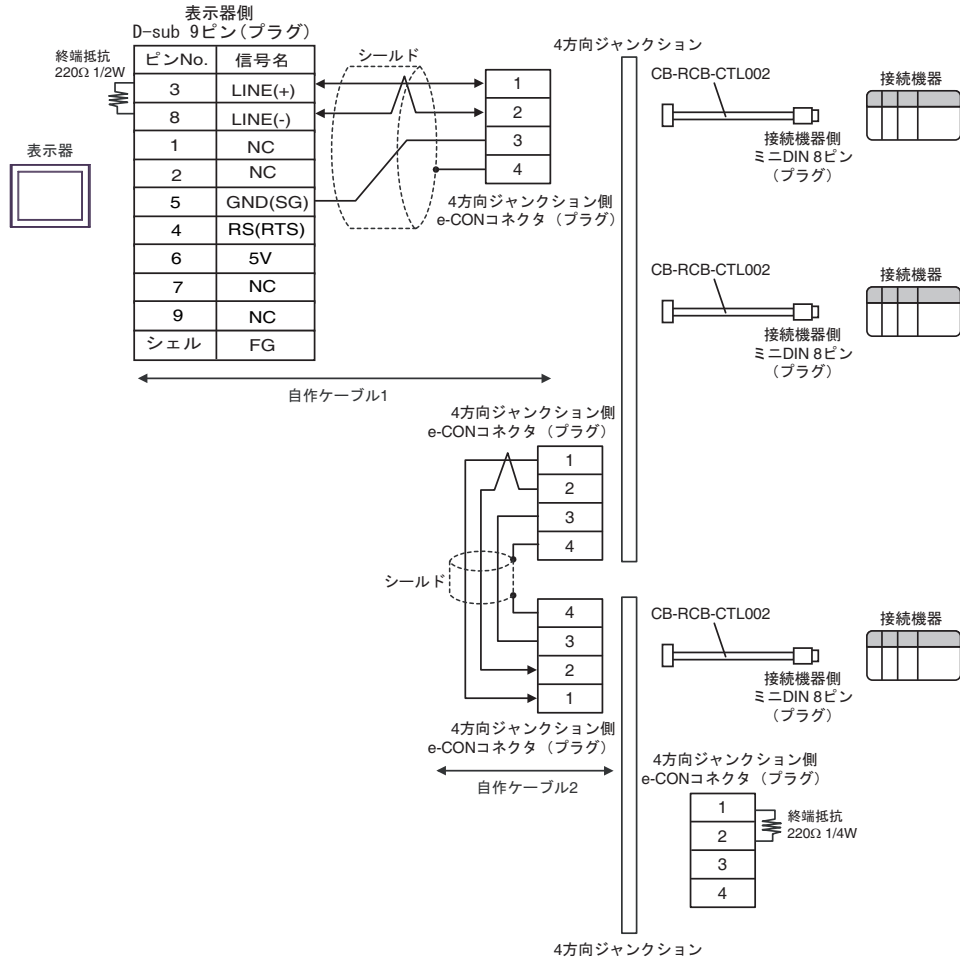 表示器側
D-sub 9ピン(プラグ)
終端抵抗
220Ω 1/2W
ピンNo. 信号名
3 LINE(+)
8 LINE(-)
1 NC
2 NC
5 GND(SG)
4 RS(RTS)
6 5V
7 NC
9 NC
シェル FG
表示器
シールド
1
2
3
4
4方向ジャンクション側
e-CONコネクタ（プラグ）
自作ケーブル1
4方向ジャンクション
CB-RCB-CTL002
接続機器側
ミニDIN 8ピン
（プラグ）
接続機器
CB-RCB-CTL002
接続機器側
ミニDIN 8ピン
（プラグ）
接続機器
4方向ジャンクション側
e-CONコネクタ（プラグ）
1
2
3
4
シールド
4
3
2
1
4方向ジャンクション側
e-CONコネクタ（プラグ）
自作ケーブル2
CB-RCB-CTL002
接続機器側
ミニDIN 8ピン
（プラグ）
接続機器
4方向ジャンクション側
e-CONコネクタ（プラグ）
1
2
3
4
終端抵抗
220Ω 1/4W
4方向ジャンクション